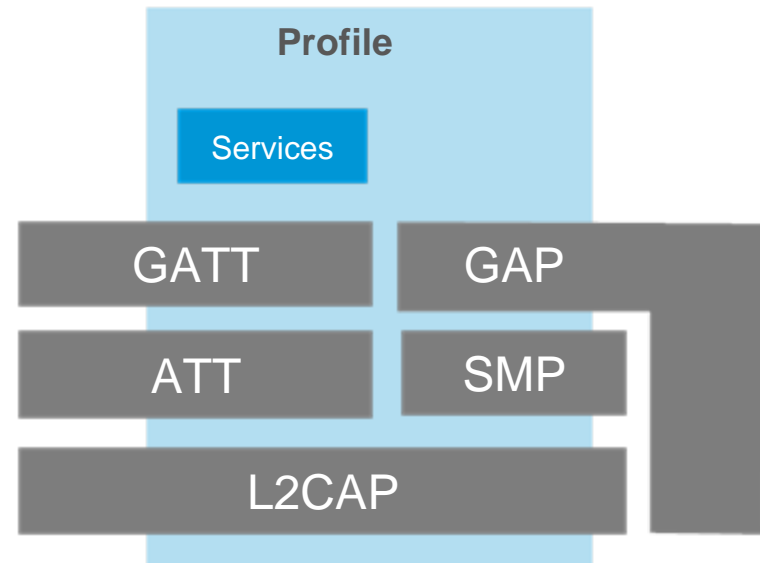 Profile
Services
GATT
GAP
ATT
SMP
L2CAP